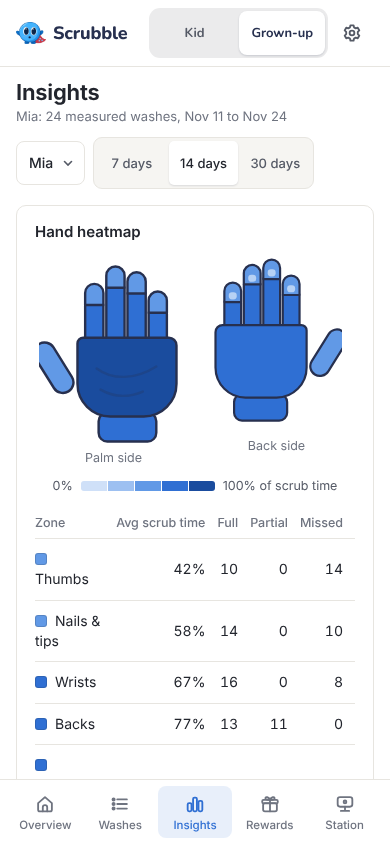 Scrubble
Kid
Grown-up
Insights
Mia: 24 measured washes, Nov 11 to Nov 24
Mia
7 days
14 days
30 days
Hand heatmap
Palm side
Back side
0%
100% of scrub time
Zone Avg scrub time Full Partial Missed
Thumbs 42% 10 0 14
Nails & tips 58% 14 0 10
Wrists 67% 16 0 8
Backs 77% 13 11 0
Overview
Washes
Insights
Rewards
Station